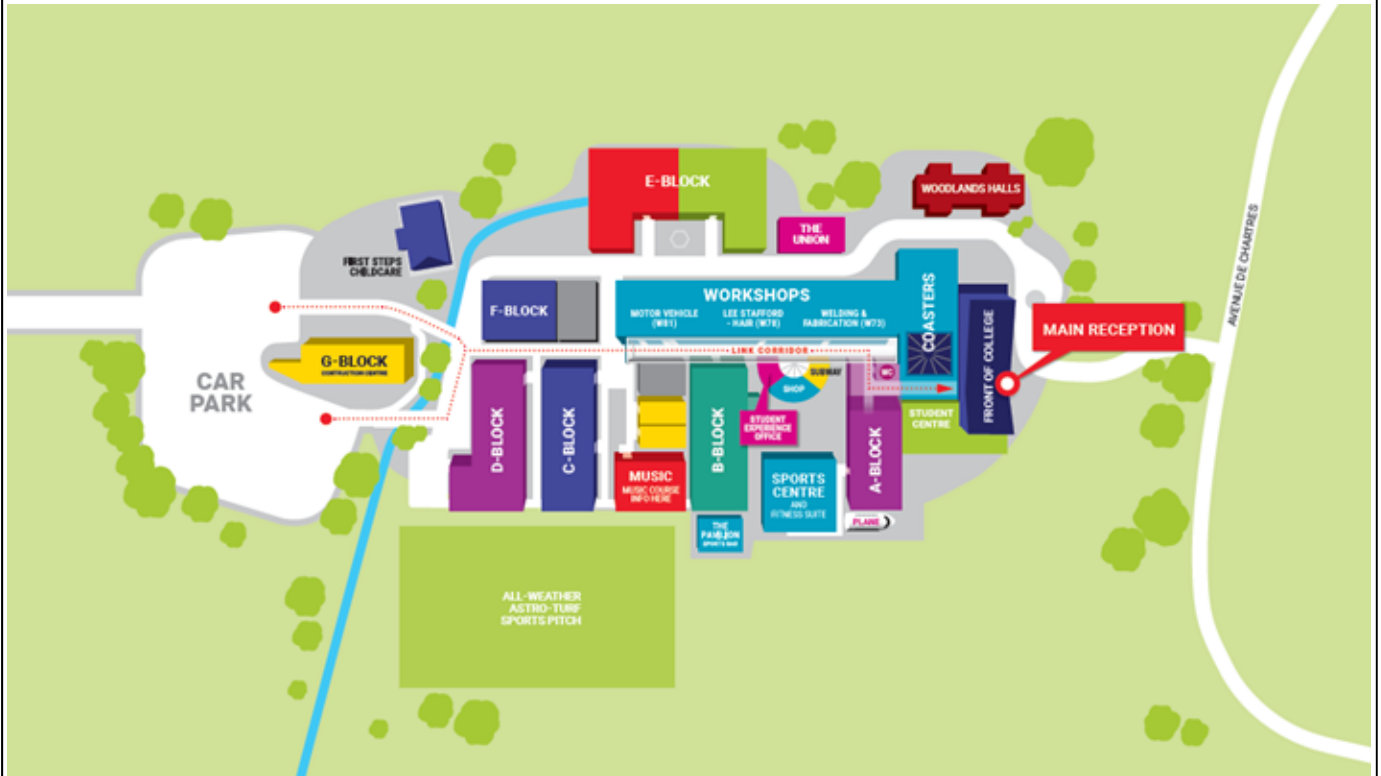 E-BLOCK
WOODLANDS HALLS
THE
UNION
FIRST STEPS
CHILDCARE
AVENUE DE CHARTRES
F-BLOCK
WORKSHOPS
MOTOR VEHICLE
(W81)
LEE STAFFORD
- HAIR (W78)
WELDING &
FABRICATION (W73)
COASTERS
FRONT OF COLLEGE
MAIN RECEPTION
LINK CORRIDOR
G-BLOCK
CONTRUCTION CENTRE
CAR
PARK
SUBWAY
WC
SHOP
STUDENT
EXPERIENCE
OFFICE
STUDENT
CENTRE
D-BLOCK
C-BLOCK
B-BLOCK
A-BLOCK
MUSIC
MUSIC COURSE
INFO HERE
SPORTS
CENTRE
AND
FITNESS SUITE
PLANE
THE
PAVILION
SPORTS BAR
ALL-WEATHER
ASTRO-TURF
SPORTS PITCH